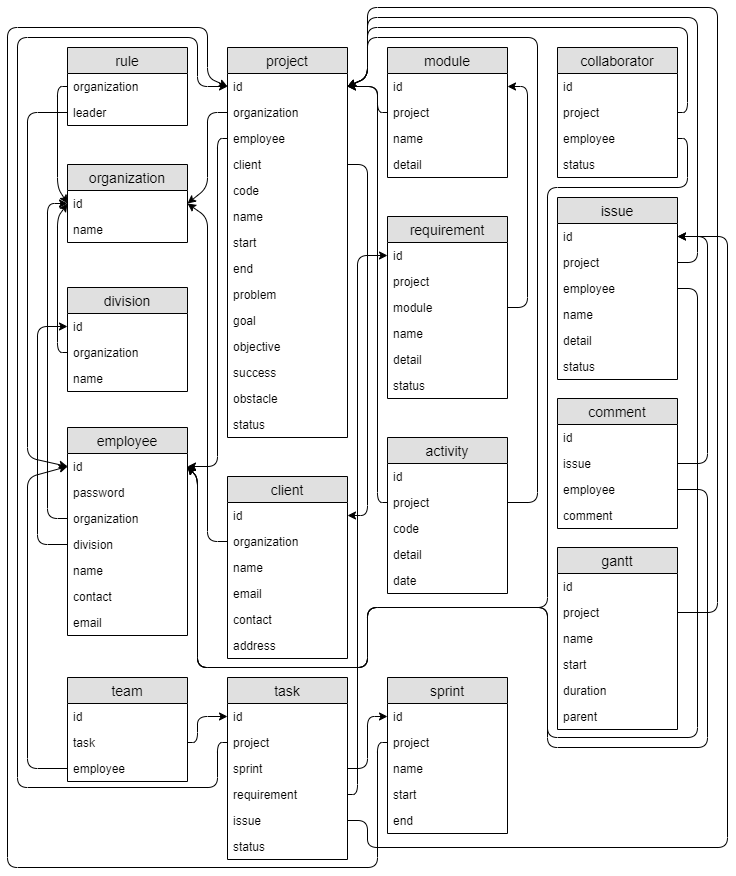 rule
organization
leader
organization
id
name
division
id
organization
name
employee
id
password
organization
division
name
contact
email
team
id
task
employee
project
id
organization
employee
client
code
name
start
end
problem
goal
objective
success
obstacle
status
client
id
organization
name
email
contact
address
task
id
project
sprint
requirement
issue
status
module
id
project
name
detail
requirement
id
project
module
name
detail
status
activity
id
project
code
detail
date
sprint
id
project
name
start
end
collaborator
id
project
employee
status
issue
id
project
employee
name
detail
status
comment
id
issue
employee
comment
gantt
id
project
name
start
duration
parent